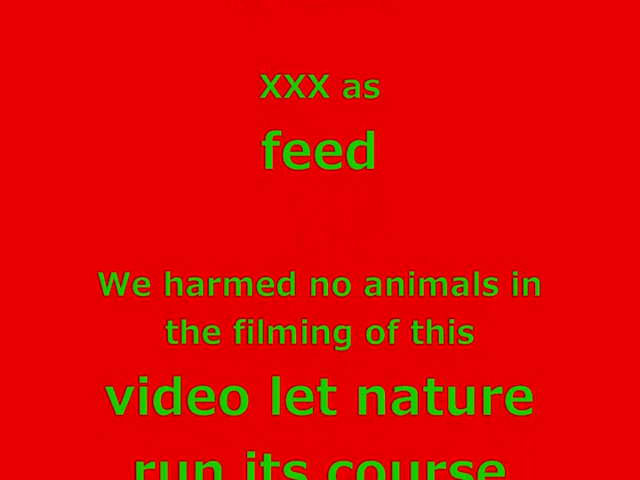 XXX as
feed
We harmed no animals in
the filming of this
video let nature
run its course